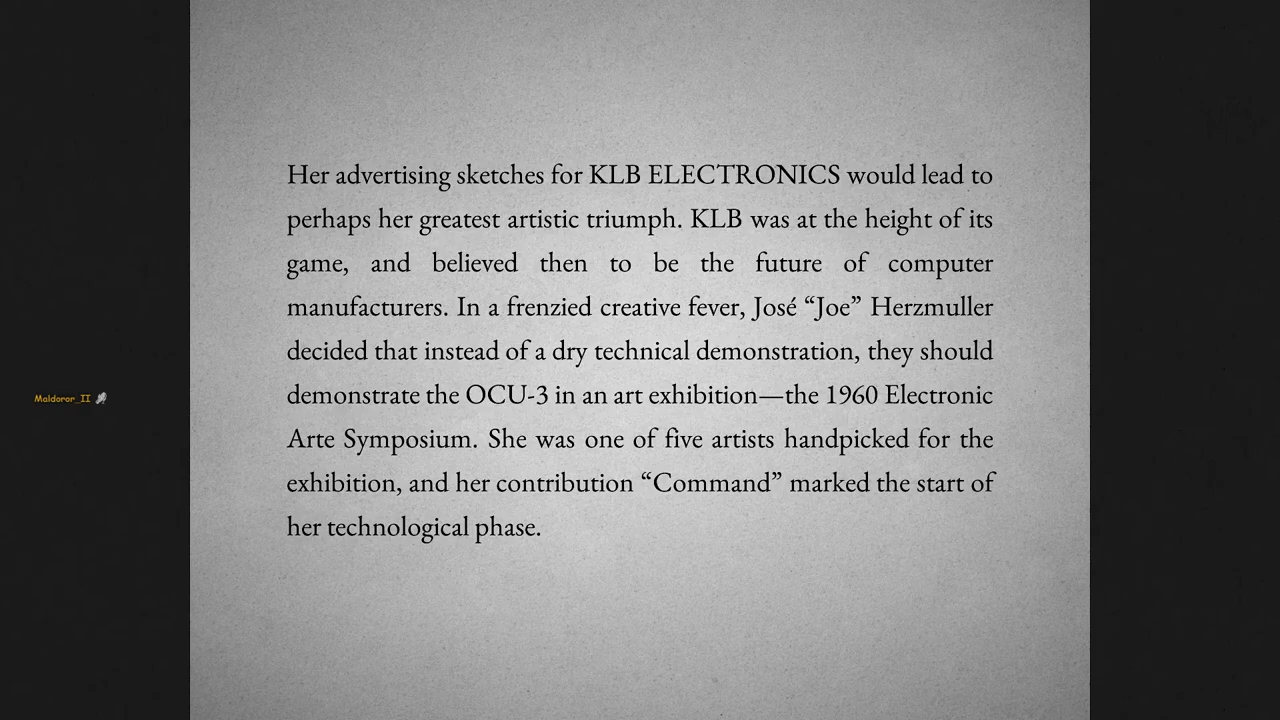 Her advertising sketches for KLB ELECTRONICS would lead to
perhaps her greatest artistic triumph. KLB was at the height of its
game, and believed then to be the future of computer
manufacturers. In a frenzied creative fever, José “Joe” Herzmuller
decided that instead of a dry technical demonstration, they should
demonstrate the OCU-3 in an art exhibition—the 1960 Electronic
Arte Symposium. She was one of five artists handpicked for the
exhibition, and her contribution “Command” marked the start of
her technological phase.
Maldoror_II